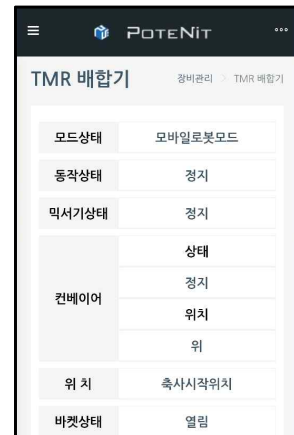 ≡ POTENIT
TMR 배합기 장비관리 > TMR 배합기
모드상태 모바일로봇모드
동작상태 정지
믹서기상태 정지
상태
정지
컨베이어
위치
위
위 치 축사시작위치
바켓상태 열림